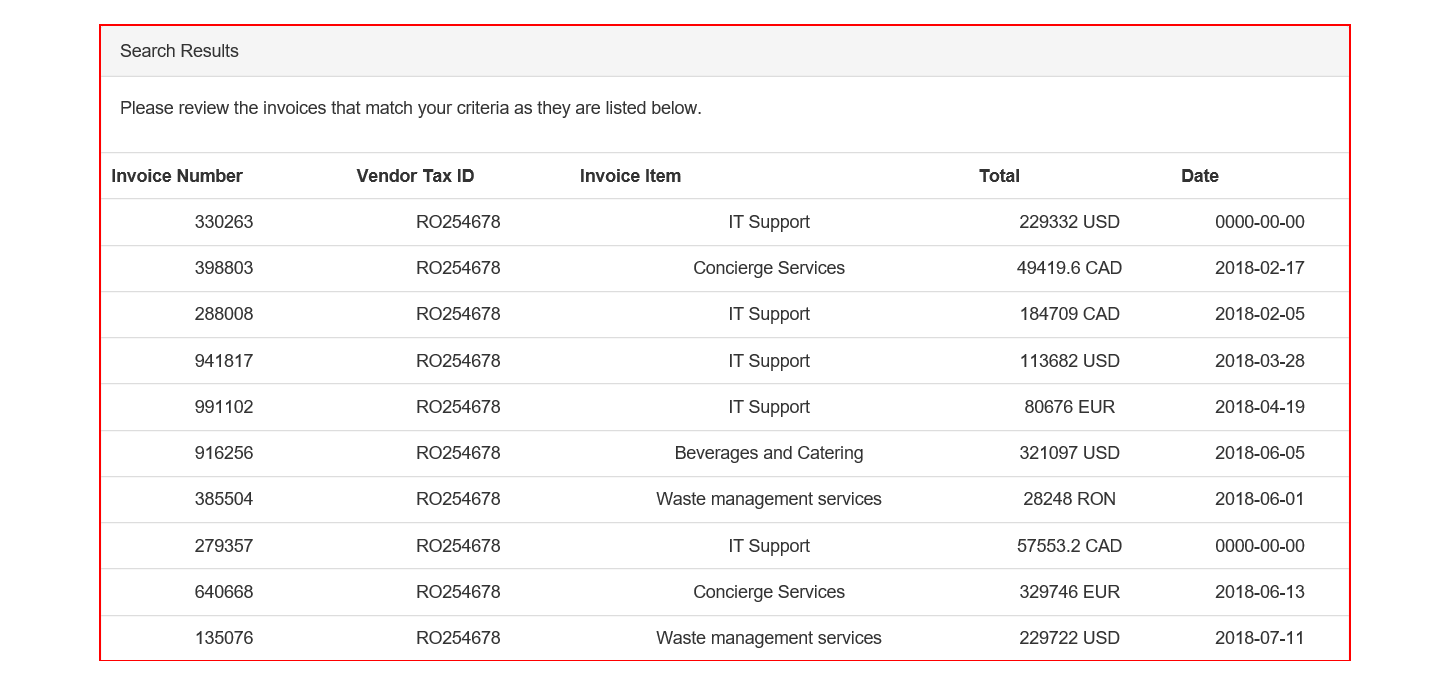 Search Results
Please review the invoices that match your criteria as they are listed below.
Invoice Number Vendor Tax ID Invoice Item Total Date
330263 RO254678 IT Support 229332 USD 0000-00-00
398803 RO254678 Concierge Services 49419.6 CAD 2018-02-17
288008 RO254678 IT Support 184709 CAD 2018-02-05
941817 RO254678 IT Support 113682 USD 2018-03-28
991102 RO254678 IT Support 80676 EUR 2018-04-19
916256 RO254678 Beverages and Catering 321097 USD 2018-06-05
385504 RO254678 Waste management services 28248 RON 2018-06-01
279357 RO254678 IT Support 57553.2 CAD 0000-00-00
640668 RO254678 Concierge Services 329746 EUR 2018-06-13
135076 RO254678 Waste management services 229722 USD 2018-07-11